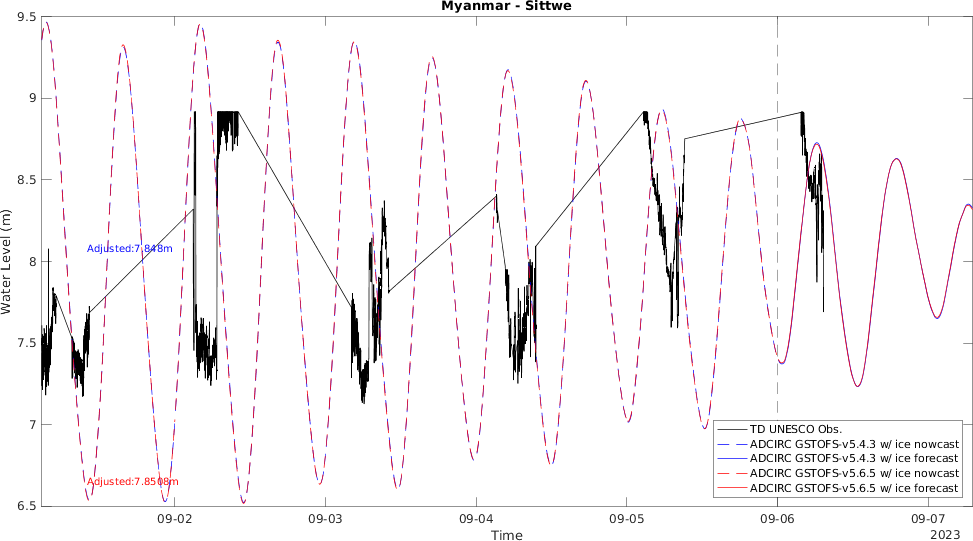 Myanmar - Sittwe
9.5
9
8.5
8
7.5
7
6.5
Water Level (m)
Adjusted:7.848m
Adjusted:7.8508m
TD UNESCO Obs.
ADCIRC GSTOFS-v5.4.3 w/ ice nowcast
ADCIRC GSTOFS-v5.4.3 w/ ice forecast
ADCIRC GSTOFS-v5.6.5 w/ ice nowcast
ADCIRC GSTOFS-v5.6.5 w/ ice forecast
09-02 09-03 09-04 09-05 09-06 09-07
Time
2023